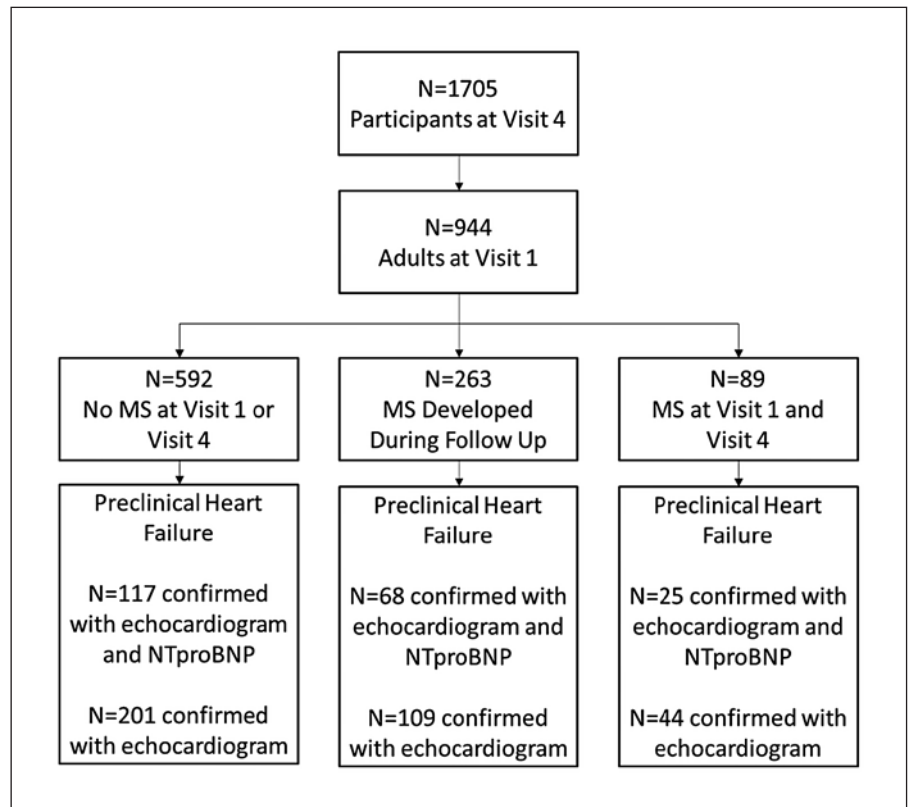 N=1705
Participants at Visit 4
N=944
Adults at Visit 1
N=592
No MS at Visit 1 or
Visit 4
N=263
MS Developed
During Follow Up
N=89
MS at Visit 1 and
Visit 4
Preclinical Heart
Failure
N=117 confirmed
with echocardiogram
and NTproBNP
N=201 confirmed
with echocardiogram
Preclinical Heart
Failure
N=68 confirmed with
echocardiogram and
NTproBNP
N=109 confirmed
with echocardiogram
Preclinical Heart
Failure
N=25 confirmed with
echocardiogram and
NTproBNP
N=44 confirmed with
echocardiogram